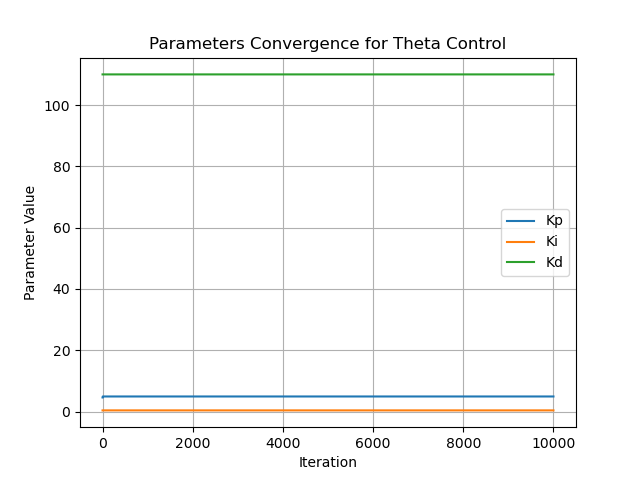 Parameters Convergence for Theta Control
100
80
60
40
20
0
Parameter Value
Kp
Ki
Kd
0 2000 4000 6000 8000 10000
Iteration